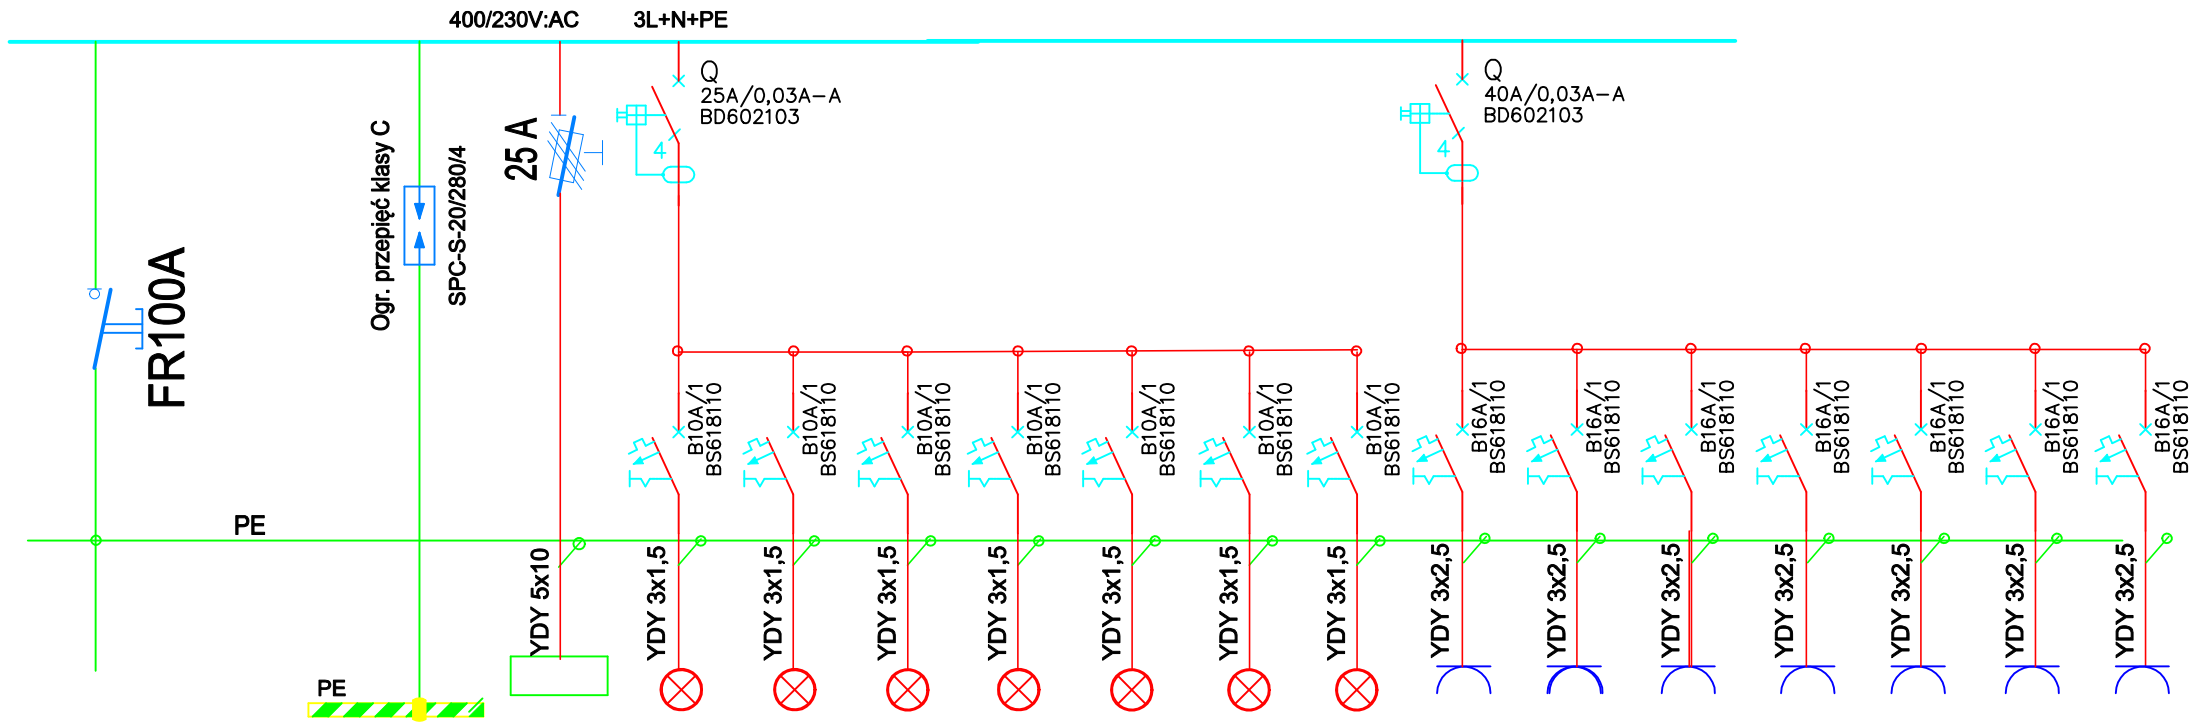 400/230V:AC
3L+N+PE
Q
25A/0,03A-A
BD602103
4
Q
40A/0,03A-A
BD602103
4
FR100A
Ogr. przepięć klasy C
SPC-S-20/280/4
25 A
B10A/1
BS618110
B10A/1
BS618110
B10A/1
BS618110
B10A/1
BS618110
B10A/1
BS618110
B10A/1
BS618110
B10A/1
BS618110
B16A/1
BS618110
B16A/1
BS618110
B16A/1
BS618110
B16A/1
BS618110
B16A/1
BS618110
B16A/1
BS618110
B16A/1
BS618110
PE
YDY 5x10
YDY 3x1,5
YDY 3x1,5
YDY 3x1,5
YDY 3x1,5
YDY 3x1,5
YDY 3x1,5
YDY 3x1,5
YDY 3x2,5
YDY 3x2,5
YDY 3x2,5
YDY 3x2,5
YDY 3x2,5
YDY 3x2,5
YDY 3x2,5
PE